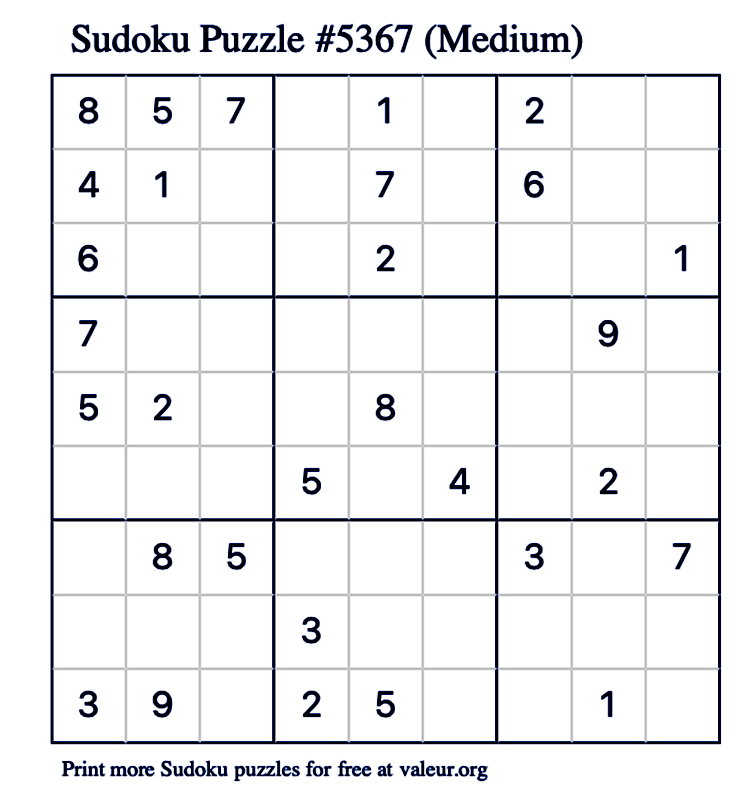 Sudoku Puzzle #5367 (Medium)
8 5 7 1 2
4 1 7 6
6 2 1
7 9
5 2 8
5 4 2
8 5 3 7
3
3 9 2 5 1
Print more Sudoku puzzles for free at valeur.org